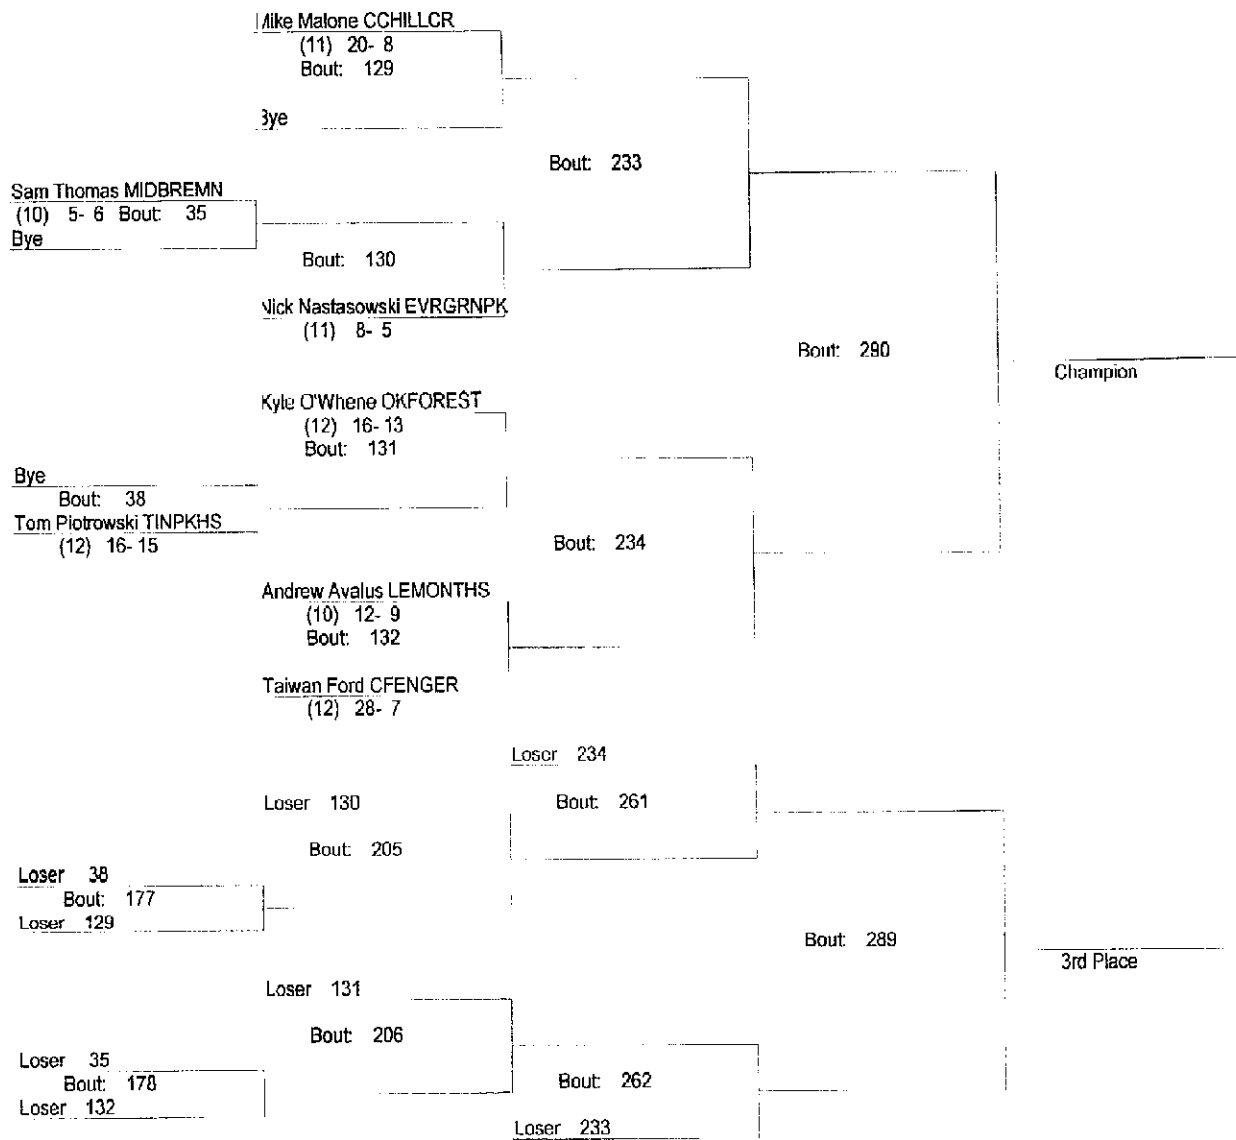 Mike Malone CCHILLCR
(11) 20- 8
Bout: 129
Bye
Bout: 233
Sam Thomas MIDBREMN
(10) 5- 6 Bout: 35
Bye
Bout: 130
Nick Nastasowski EVRGRNPK
(11) 8- 5
Bout: 290
Champion
Kyle O'Whene OKFOREST
(12) 16- 13
Bout: 131
Bye
Bout: 38
Tom Piotrowski TINPKHS
(12) 16- 15
Bout: 234
Andrew Avalus LEMONTHS
(10) 12- 9
Bout: 132
Taiwan Ford CFENGER
(12) 28- 7
Loser 234
Loser 130
Bout: 261
Bout: 205
Loser 38
Bout: 177
Loser 129
Bout: 289
3rd Place
Loser 131
Bout: 206
Loser 35
Bout: 178
Loser 132
Bout: 262
Loser 233